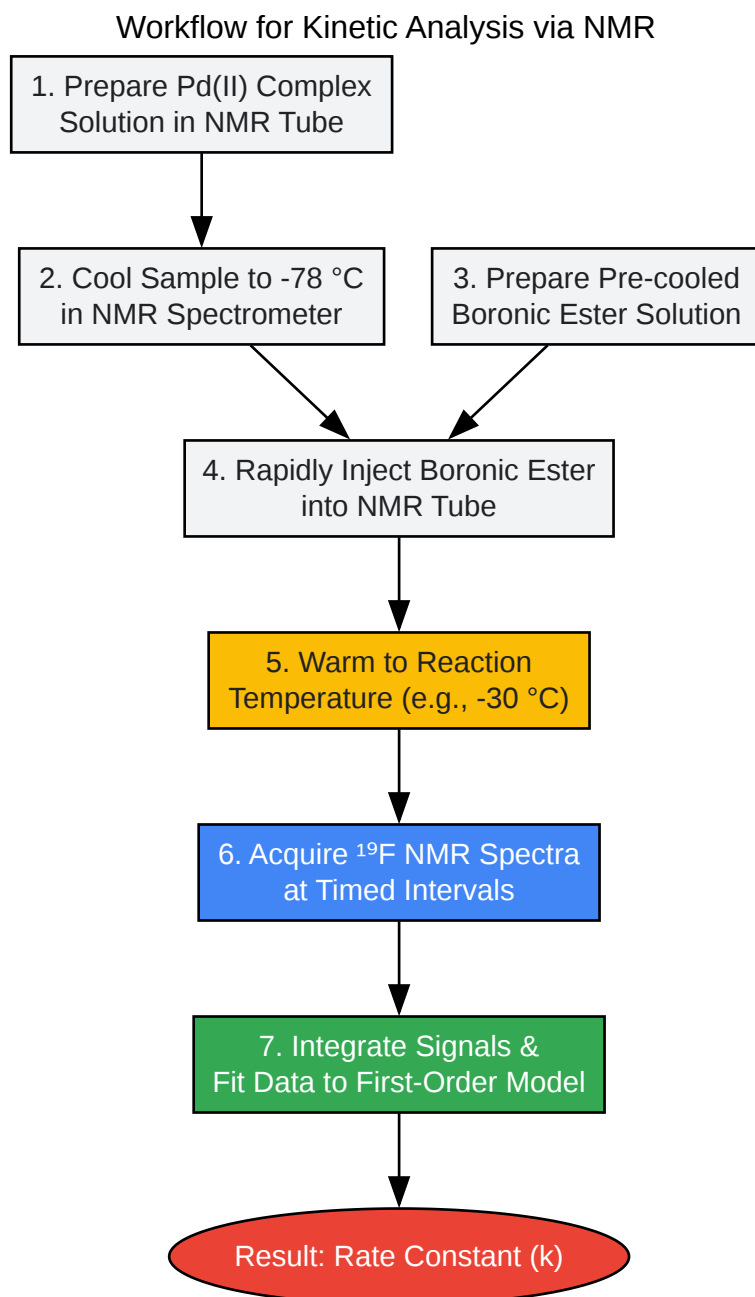 Workflow for Kinetic Analysis via NMR
1. Prepare Pd(II) Complex
Solution in NMR Tube
2. Cool Sample to -78 °C
in NMR Spectrometer
3. Prepare Pre-cooled
Boronic Ester Solution
4. Rapidly Inject Boronic Ester
into NMR Tube
5. Warm to Reaction
Temperature (e.g., -30 °C)
6. Acquire ¹⁹F NMR Spectra
at Timed Intervals
7. Integrate Signals &
Fit Data to First-Order Model
Result: Rate Constant (k)